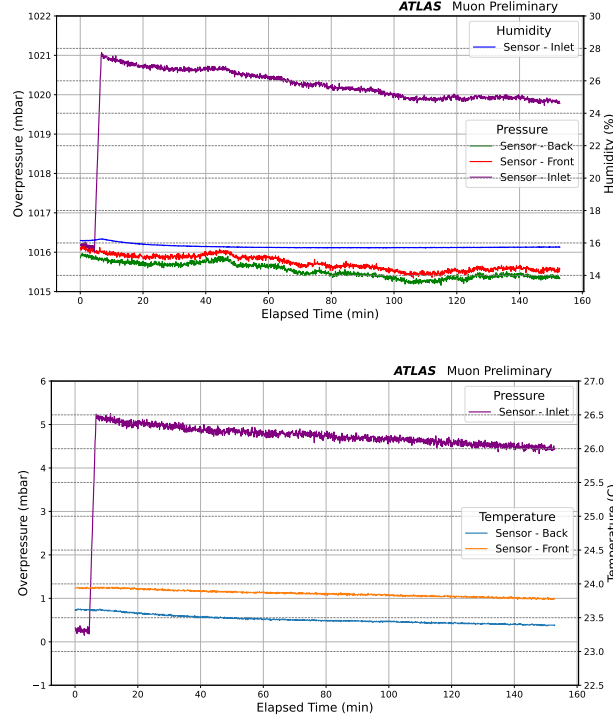 ATLAS Muon Preliminary
1022
1021
1020
1019
1018
1017
1016
1015
Overpressure (mbar)
30
28
26
24
22
20
18
16
14
Humidity (%)
Humidity
Sensor - Inlet
Pressure
Sensor - Back
Sensor - Front
Sensor - Inlet
0 20 40 60 80 100 120 140 160
Elapsed Time (min)
ATLAS Muon Preliminary
6
5
4
3
2
1
0
−1
Overpressure (mbar)
27.0
26.5
26.0
25.5
25.0
24.5
24.0
23.5
23.0
22.5
Temperature (C)
Pressure
Sensor - Inlet
Temperature
Sensor - Back
Sensor - Front
0 20 40 60 80 100 120 140 160
Elapsed Time (min)